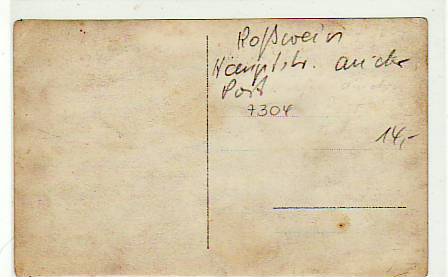 Roßwein
Hauptstr. an der
Post
7304
14,-